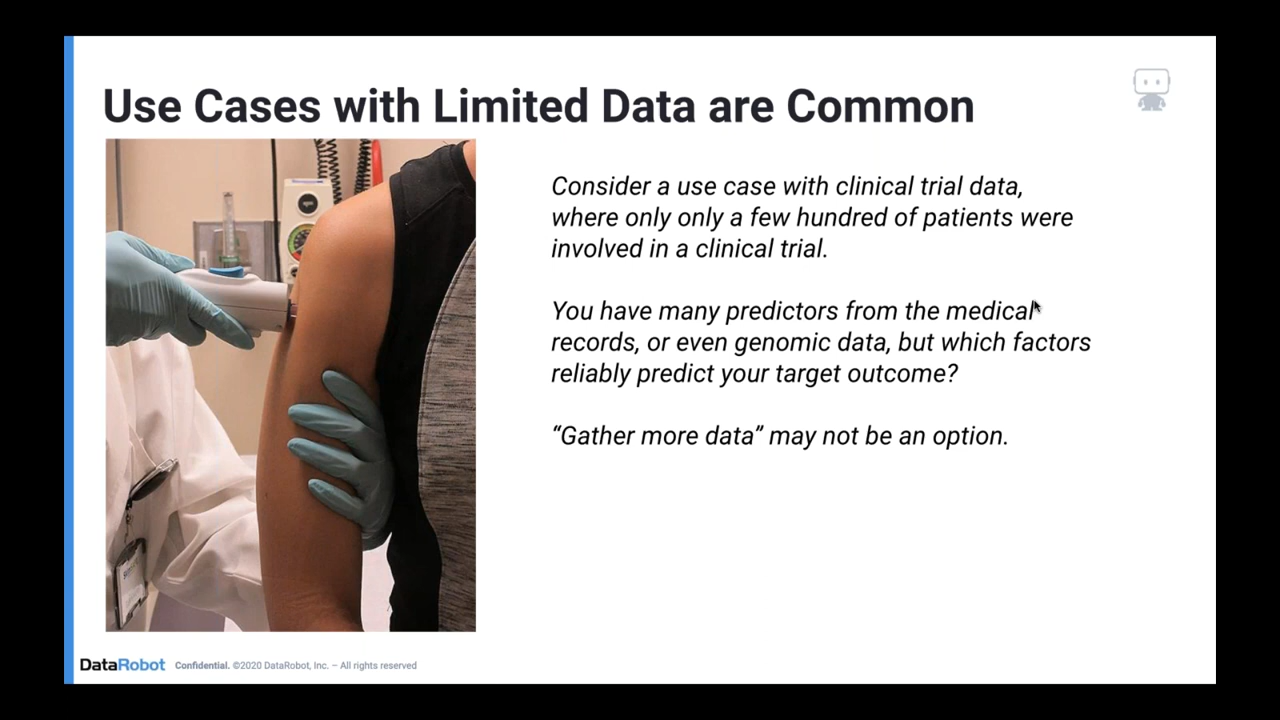 Use Cases with Limited Data are Common
Consider a use case with clinical trial data,
where only only a few hundred of patients were
involved in a clinical trial.
You have many predictors from the medical
records, or even genomic data, but which factors
reliably predict your target outcome?
“Gather more data” may not be an option.
DataRobot Confidential. ©2020 DataRobot, Inc. – All rights reserved